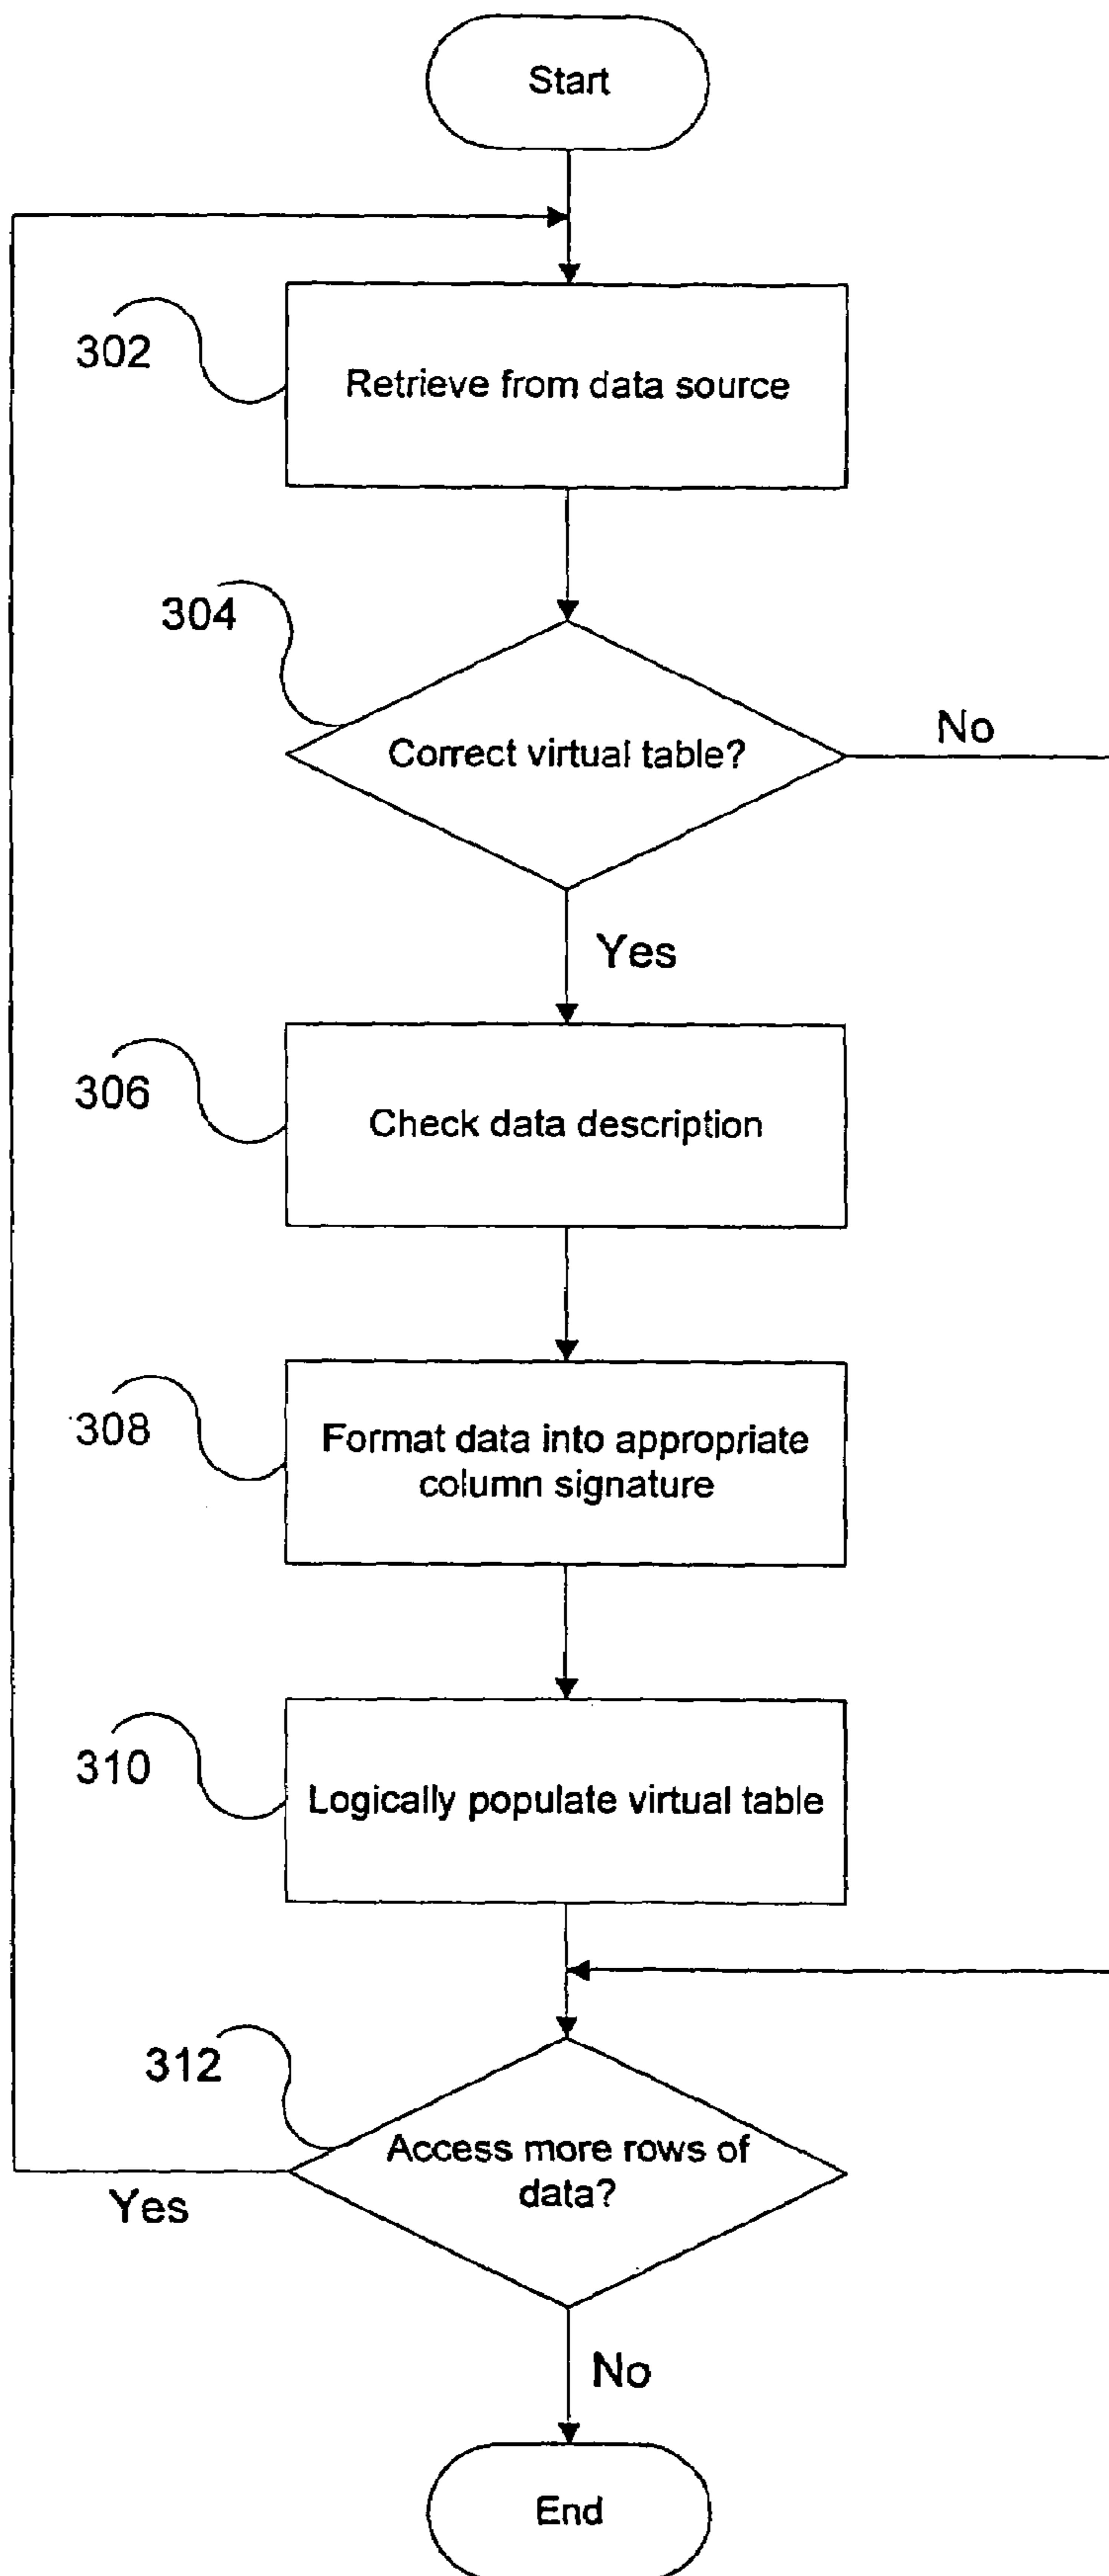 Start
302
Retrieve from data source
304
Correct virtual table?
No
Yes
306
Check data description
308
Format data into appropriate
column signature
310
Logically populate virtual table
312
Access more rows of
data?
Yes
No
End